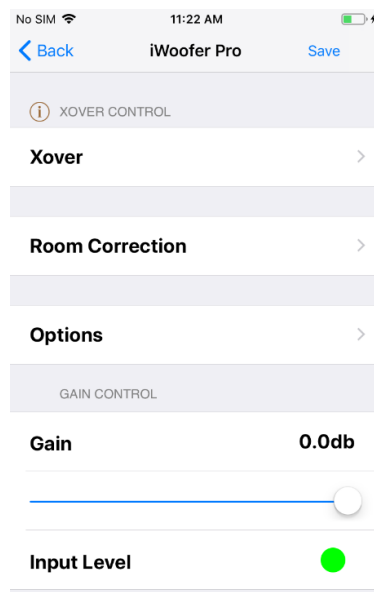 No SIM 11:22 AM
Back iWoofer Pro Save
XOVER CONTROL
Xover
Room Correction
Options
GAIN CONTROL
Gain 0.0db
Input Level